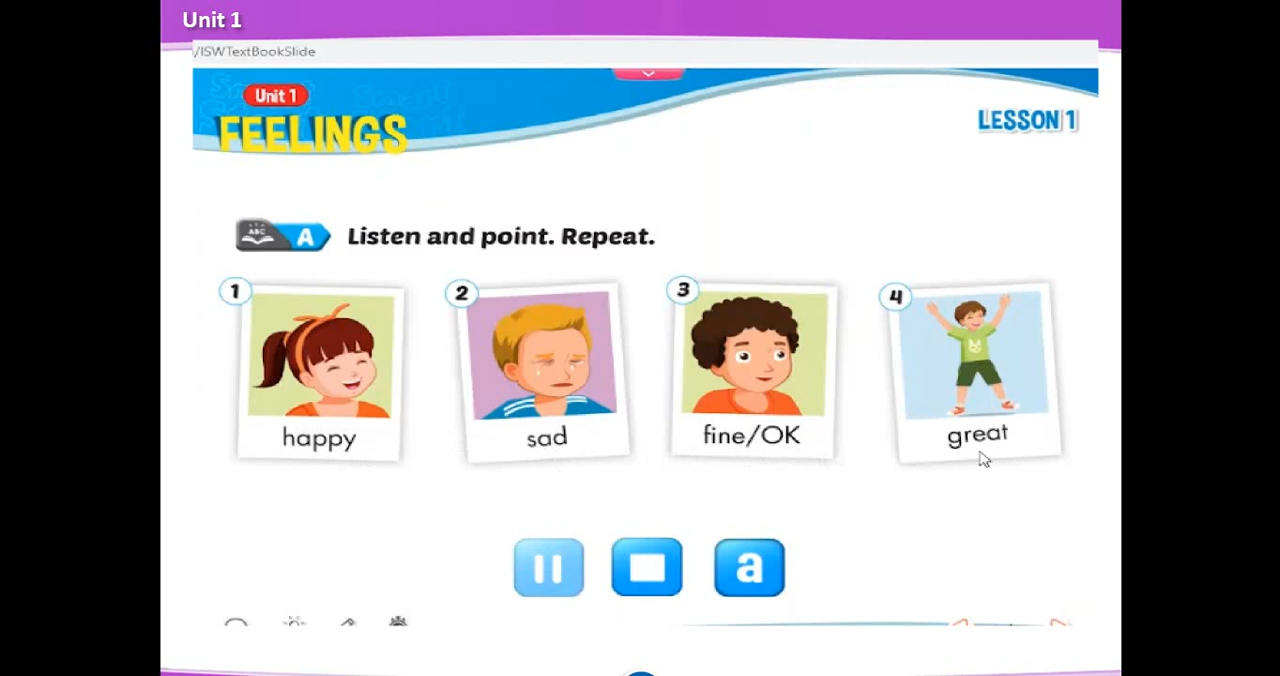 Unit 1
/ISWTextBookSlide
Unit 1
FEELINGS
LESSON 1
ABC
A
Listen and point. Repeat.
1
2
3
4
happy
sad
fine/OK
great
a